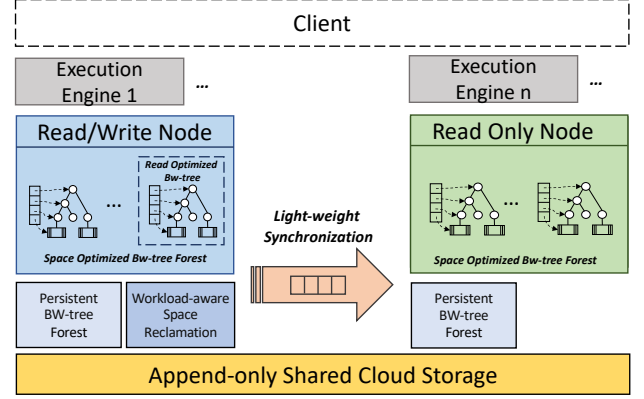 Client
Execution
Engine 1
...
Execution
Engine n
...
Read/Write Node
Read Optimized
Bw-tree
...
Space Optimized Bw-tree Forest
Light-weight
Synchronization
Read Only Node
...
Space Optimized Bw-tree Forest
Persistent
BW-tree
Forest
Workload-aware
Space
Reclamation
Persistent
BW-tree
Forest
Append-only Shared Cloud Storage